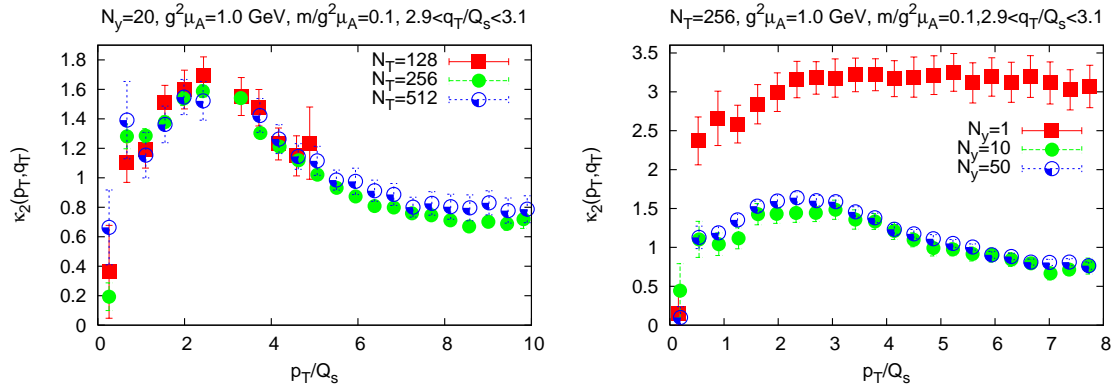 N_y=20, g²μ_A=1.0 GeV, m/g²μ_A=0.1, 2.9<q_T/Q_s<3.1
N_T=128
N_T=256
N_T=512
κ₂(p_T,q_T)
1.8
1.6
1.4
1.2
1
0.8
0.6
0.4
0.2
0
0 2 4 6 8 10
p_T/Q_s
N_T=256, g²μ_A=1.0 GeV, m/g²μ_A=0.1,2.9<q_T/Q_s<3.1
N_y=1
N_y=10
N_y=50
κ₂(p_T,q_T)
3.5
3
2.5
2
1.5
1
0.5
0
0 1 2 3 4 5 6 7 8
p_T/Q_s